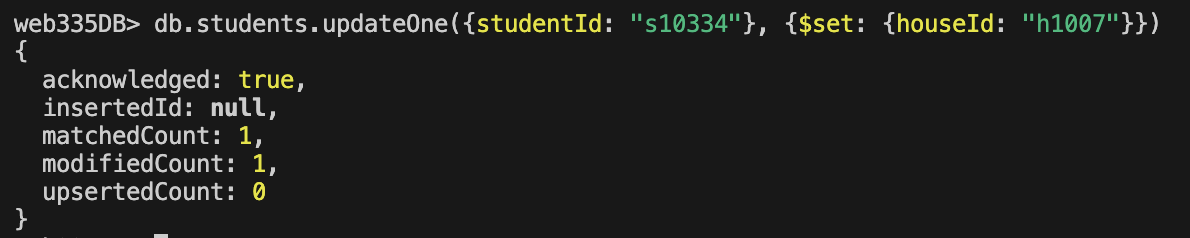 web335DB> db.students.updateOne({studentId: "s10334"}, {$set: {houseId: "h1007"}})
{
  acknowledged: true,
  insertedId: null,
  matchedCount: 1,
  modifiedCount: 1,
  upsertedCount: 0
}